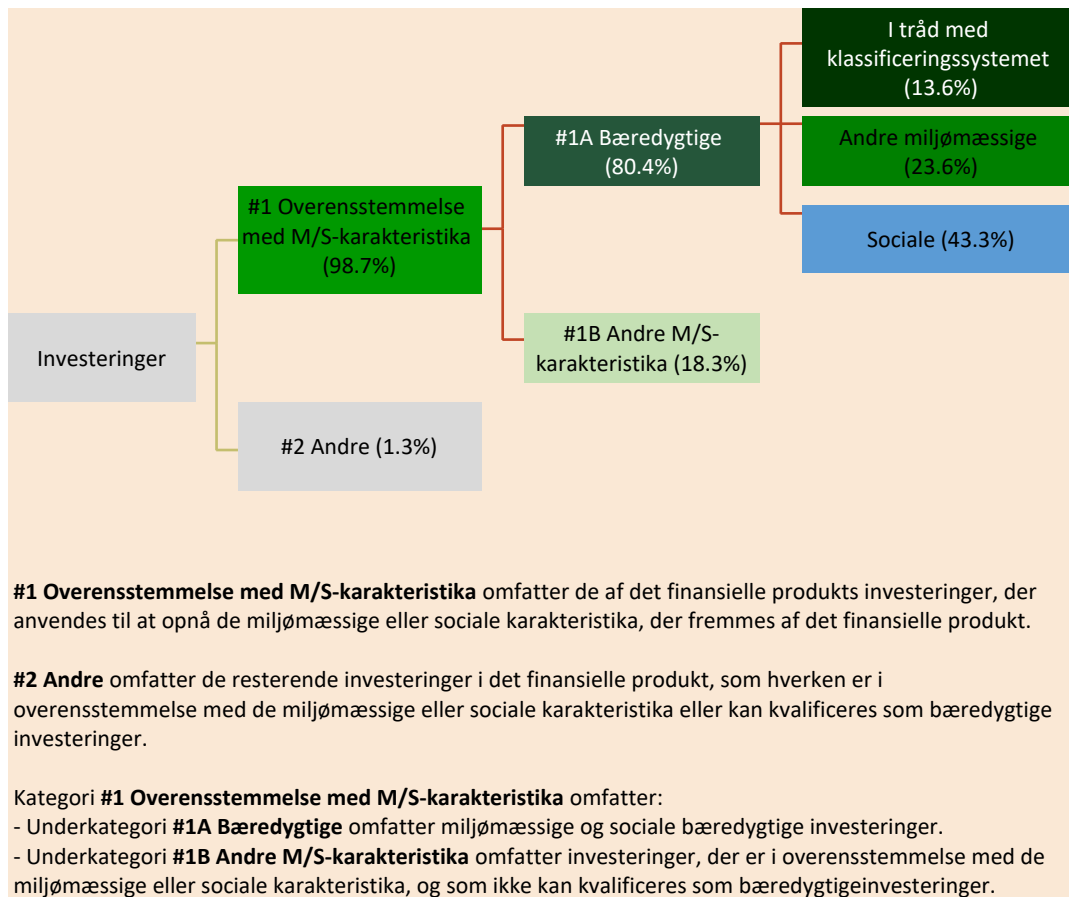 I tråd med
klassificeringssystemet
(13.6%)
#1A Bæredygtige
(80.4%)
Andre miljømæssige
(23.6%)
#1 Overensstemmelse
med M/S-karakteristika
(98.7%)
Sociale (43.3%)
Investeringer
#1B Andre M/S-
karakteristika (18.3%)
#2 Andre (1.3%)
#1 Overensstemmelse med M/S-karakteristika omfatter de af det finansielle produkts investeringer, der
anvendes til at opnå de miljømæssige eller sociale karakteristika, der fremmes af det finansielle produkt.
#2 Andre omfatter de resterende investeringer i det finansielle produkt, som hverken er i
overensstemmelse med de miljømæssige eller sociale karakteristika eller kan kvalificeres som bæredygtige
investeringer.
Kategori #1 Overensstemmelse med M/S-karakteristika omfatter:
- Underkategori #1A Bæredygtige omfatter miljømæssige og sociale bæredygtige investeringer.
- Underkategori #1B Andre M/S-karakteristika omfatter investeringer, der er i overensstemmelse med de
miljømæssige eller sociale karakteristika, og som ikke kan kvalificeres som bæredygtigeinvesteringer.